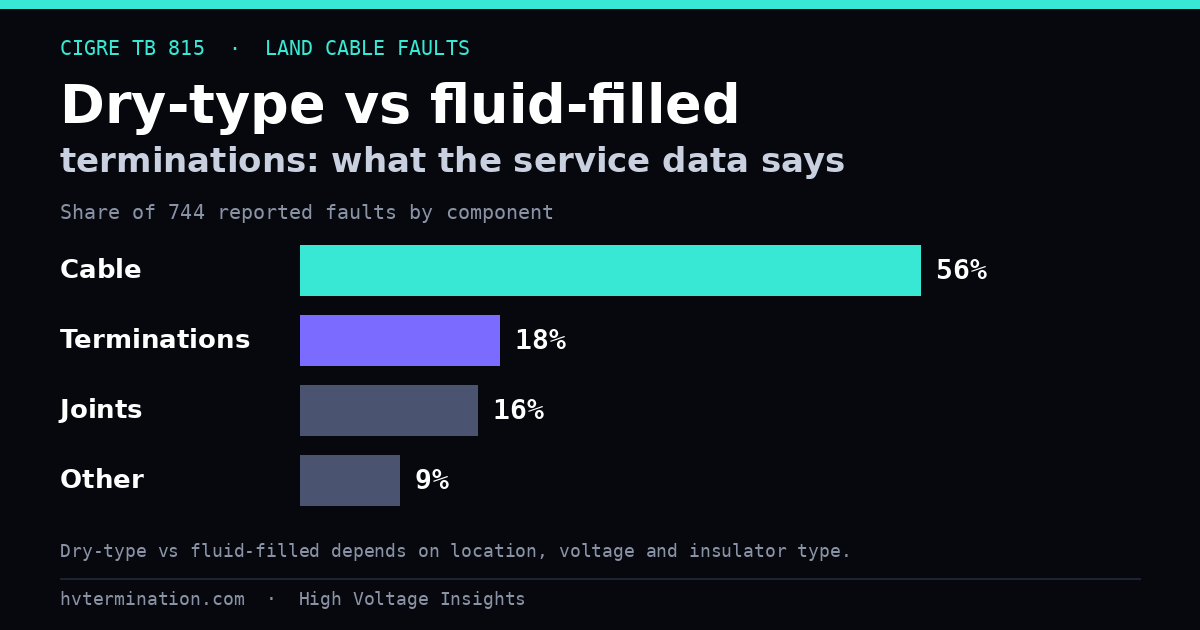 CIGRE TB 815 · LAND CABLE FAULTS
Dry-type vs fluid-filled
terminations: what the service data says
Share of 744 reported faults by component
Cable 56%
Terminations 18%
Joints 16%
Other 9%
Dry-type vs fluid-filled depends on location, voltage and insulator type.
hvtermination.com · High Voltage Insights